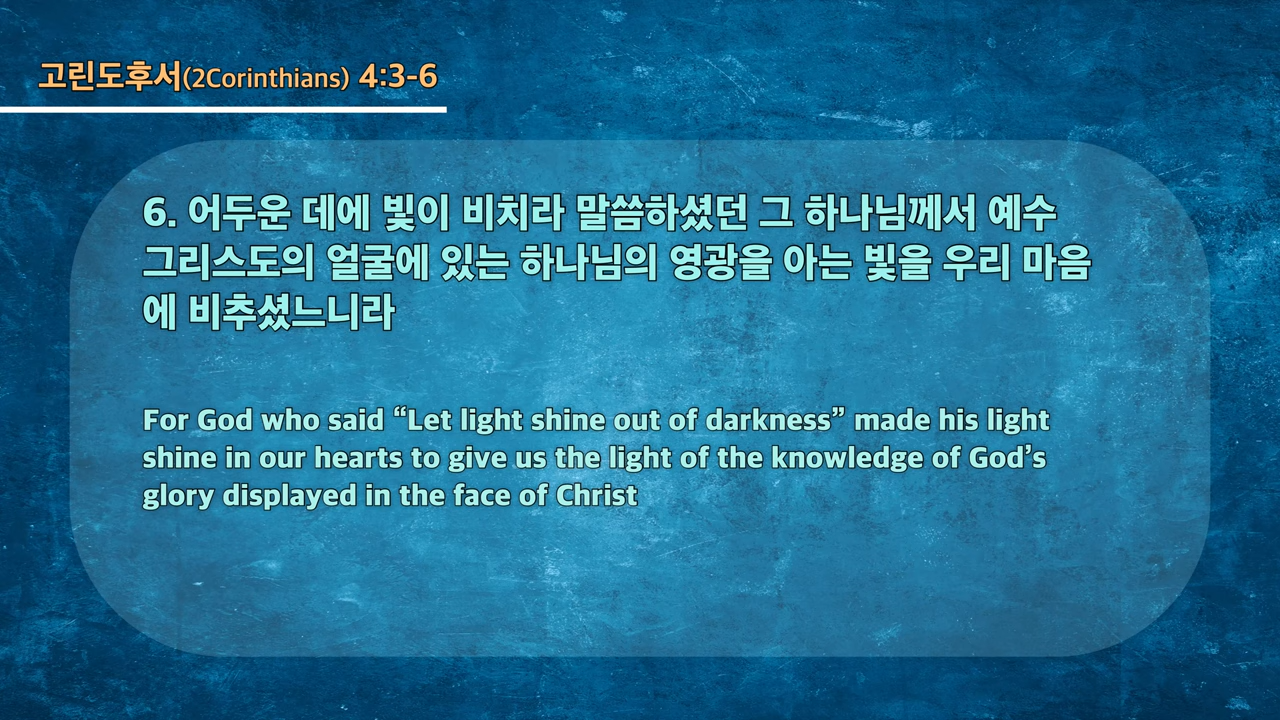 고린도후서(2Corinthians) 4:3-6
6. 어두운 데에 빛이 비치라 말씀하셨던 그 하나님께서 예수
그리스도의 얼굴에 있는 하나님의 영광을 아는 빛을 우리 마음
에 비추셨느니라
For God who said “Let light shine out of darkness” made his light
shine in our hearts to give us the light of the knowledge of God’s
glory displayed in the face of Christ